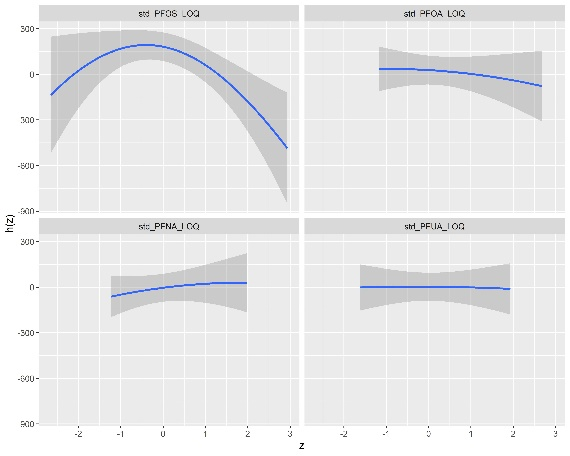 std_PFOS_LOQ std_PFOA_LOQ
300
0
-300
-600
-900
std_PFNA_LOQ std_PFUA_LOQ
300
0
-300
-600
-900
h(z)
-2 -1 0 1 2 3 -2 -1 0 1 2 3
z